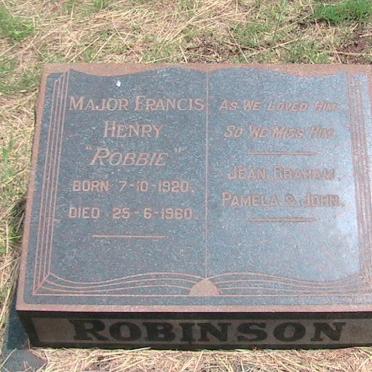 MAJOR FRANCIS
HENRY
"ROBBIE"
BORN 7-10-1920.
DIED 25-6-1960.
AS WE LOVED HIM
SO WE MISS HIM.
JEAN, GRAHAM,
PAMELA & JOHN.
ROBINSON